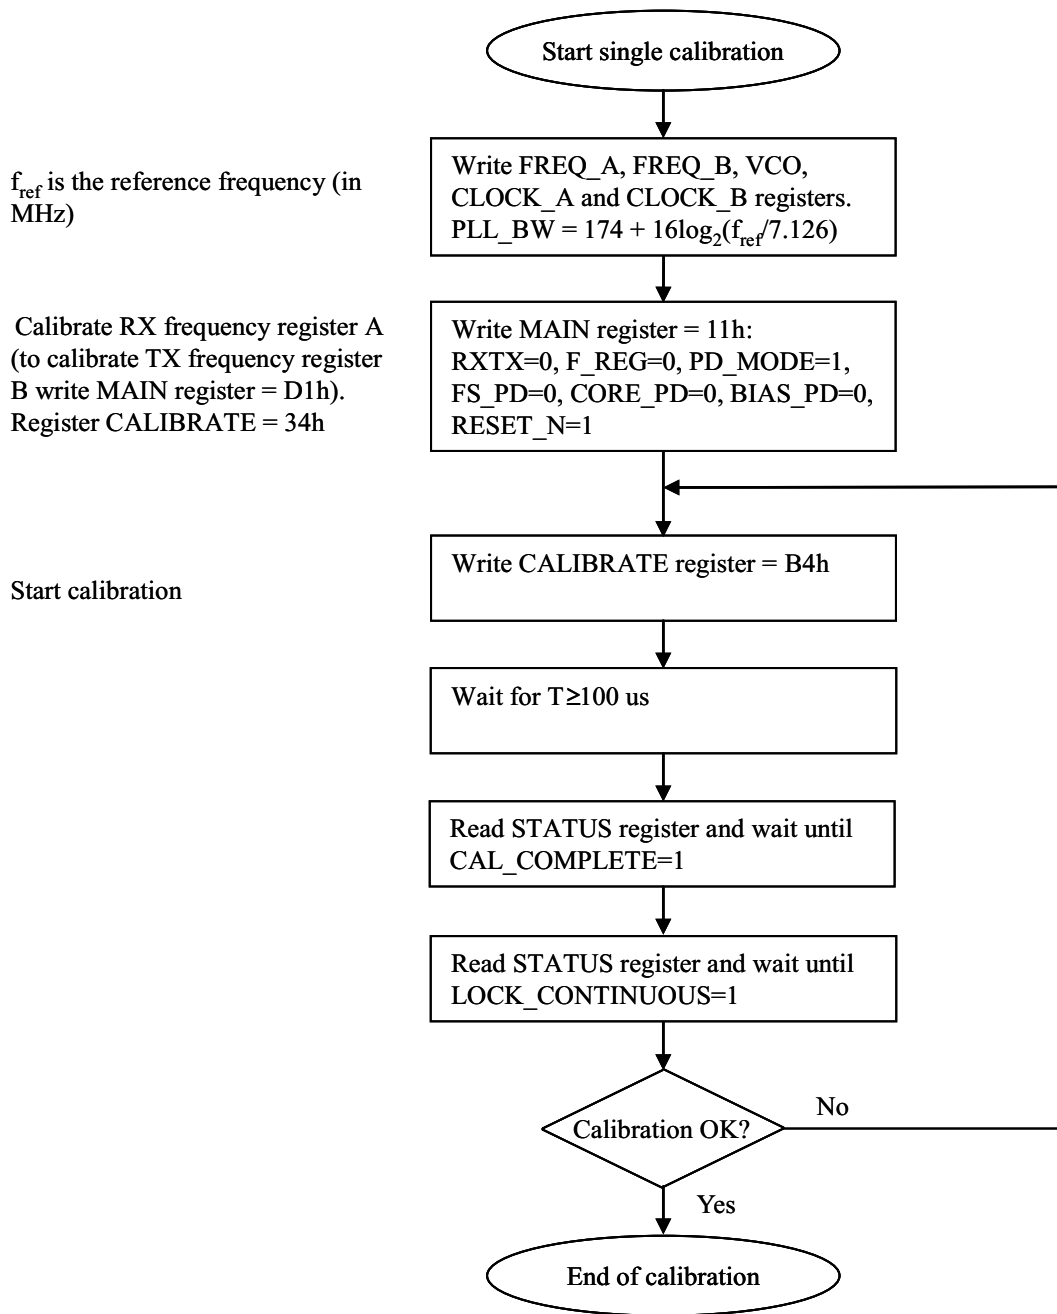 Start single calibration
f_ref is the reference frequency (in
MHz)
Write FREQ_A, FREQ_B, VCO,
CLOCK_A and CLOCK_B registers.
PLL_BW = 174 + 16log₂(f_ref/7.126)
Calibrate RX frequency register A
(to calibrate TX frequency register
B write MAIN register = D1h).
Register CALIBRATE = 34h
Write MAIN register = 11h:
RXTX=0, F_REG=0, PD_MODE=1,
FS_PD=0, CORE_PD=0, BIAS_PD=0,
RESET_N=1
Start calibration
Write CALIBRATE register = B4h
Wait for T≥100 us
Read STATUS register and wait until
CAL_COMPLETE=1
Read STATUS register and wait until
LOCK_CONTINUOUS=1
Calibration OK?
No
Yes
End of calibration